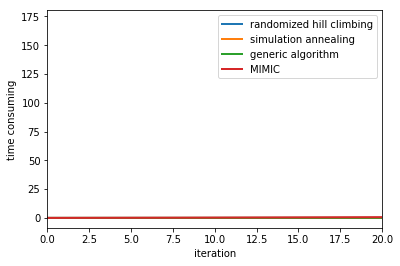 175
150
125
100
75
50
25
0
time consuming
randomized hill climbing
simulation annealing
generic algorithm
MIMIC
0.0 2.5 5.0 7.5 10.0 12.5 15.0 17.5 20.0
iteration